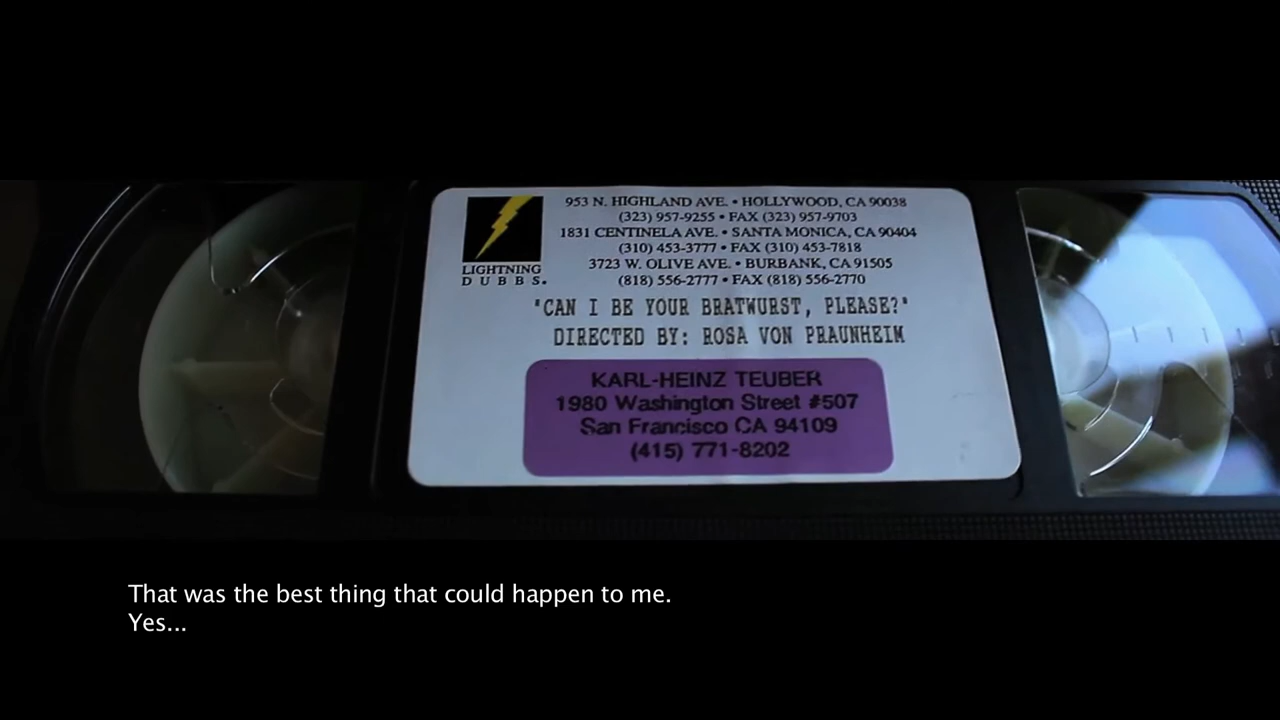 953 N. HIGHLAND AVE. • HOLLYWOOD, CA 90038
(323) 957-9255 • FAX (323) 957-9703
1831 CENTINELA AVE. • SANTA MONICA, CA 90404
(310) 453-3777 • FAX (310) 453-7818
3723 W. OLIVE AVE. • BURBANK, CA 91505
(818) 556-2777 • FAX (818) 556-2770
LIGHTNING
DUBBS.
"CAN I BE YOUR BRATWURST, PLEASE?"
DIRECTED BY: ROSA VON PRAUNHEIM
KARL-HEINZ TEUBER
1980 Washington Street #507
San Francisco CA 94109
(415) 771-8202
That was the best thing that could happen to me.
Yes...